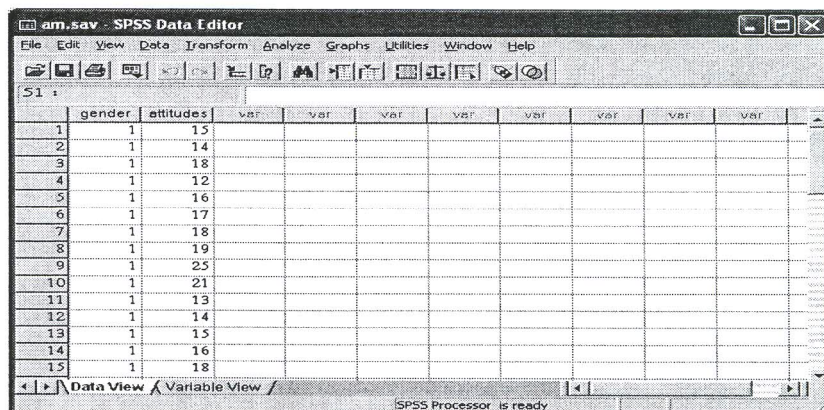 am.sav - SPSS Data Editor
File Edit View Data Transform Analyze Graphs Utilities Window Help
51 :
gender attitudes var var var var var var var var
1 1 15
2 1 14
3 1 18
4 1 12
5 1 16
6 1 17
7 1 18
8 1 19
9 1 25
10 1 21
11 1 13
12 1 14
13 1 15
14 1 16
15 1 18
Data View Variable View
SPSS Processor is ready